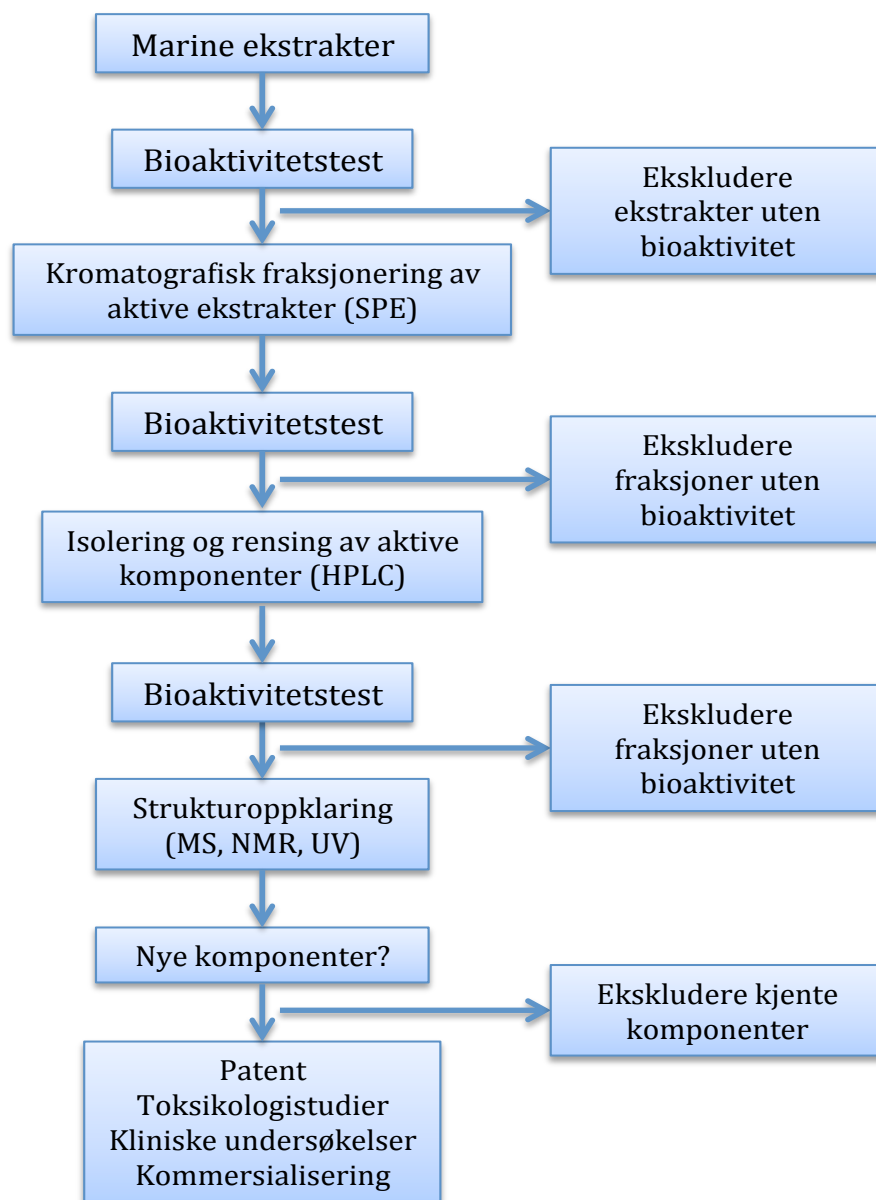 Marine ekstrakter
Bioaktivitetstest
Ekskludere
ekstrakter uten
bioaktivitet
Kromatografisk fraksjonering av
aktive ekstrakter (SPE)
Bioaktivitetstest
Ekskludere
fraksjoner uten
bioaktivitet
Isolering og rensing av aktive
komponenter (HPLC)
Bioaktivitetstest
Ekskludere
fraksjoner uten
bioaktivitet
Strukturoppklaring
(MS, NMR, UV)
Nye komponenter?
Ekskludere kjente
komponenter
Patent
Toksikologistudier
Kliniske undersøkelser
Kommersialisering